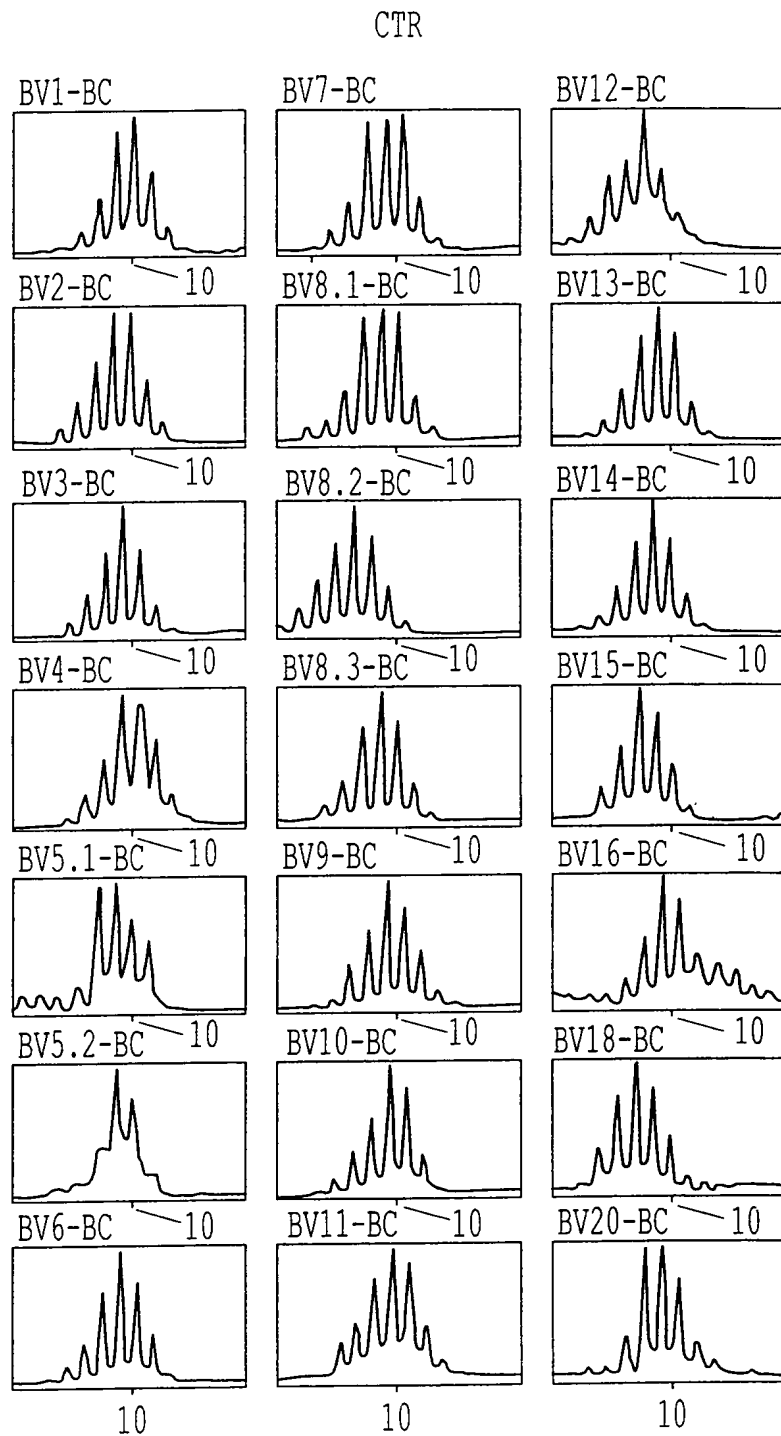 CTR
BV1-BC BV7-BC BV12-BC
10 10 10
BV2-BC BV8.1-BC BV13-BC
10 10 10
BV3-BC BV8.2-BC BV14-BC
10 10 10
BV4-BC BV8.3-BC BV15-BC
10 10 10
BV5.1-BC BV9-BC BV16-BC
10 10 10
BV5.2-BC BV10-BC BV18-BC
10 10 10
BV6-BC BV11-BC BV20-BC
10 10 10